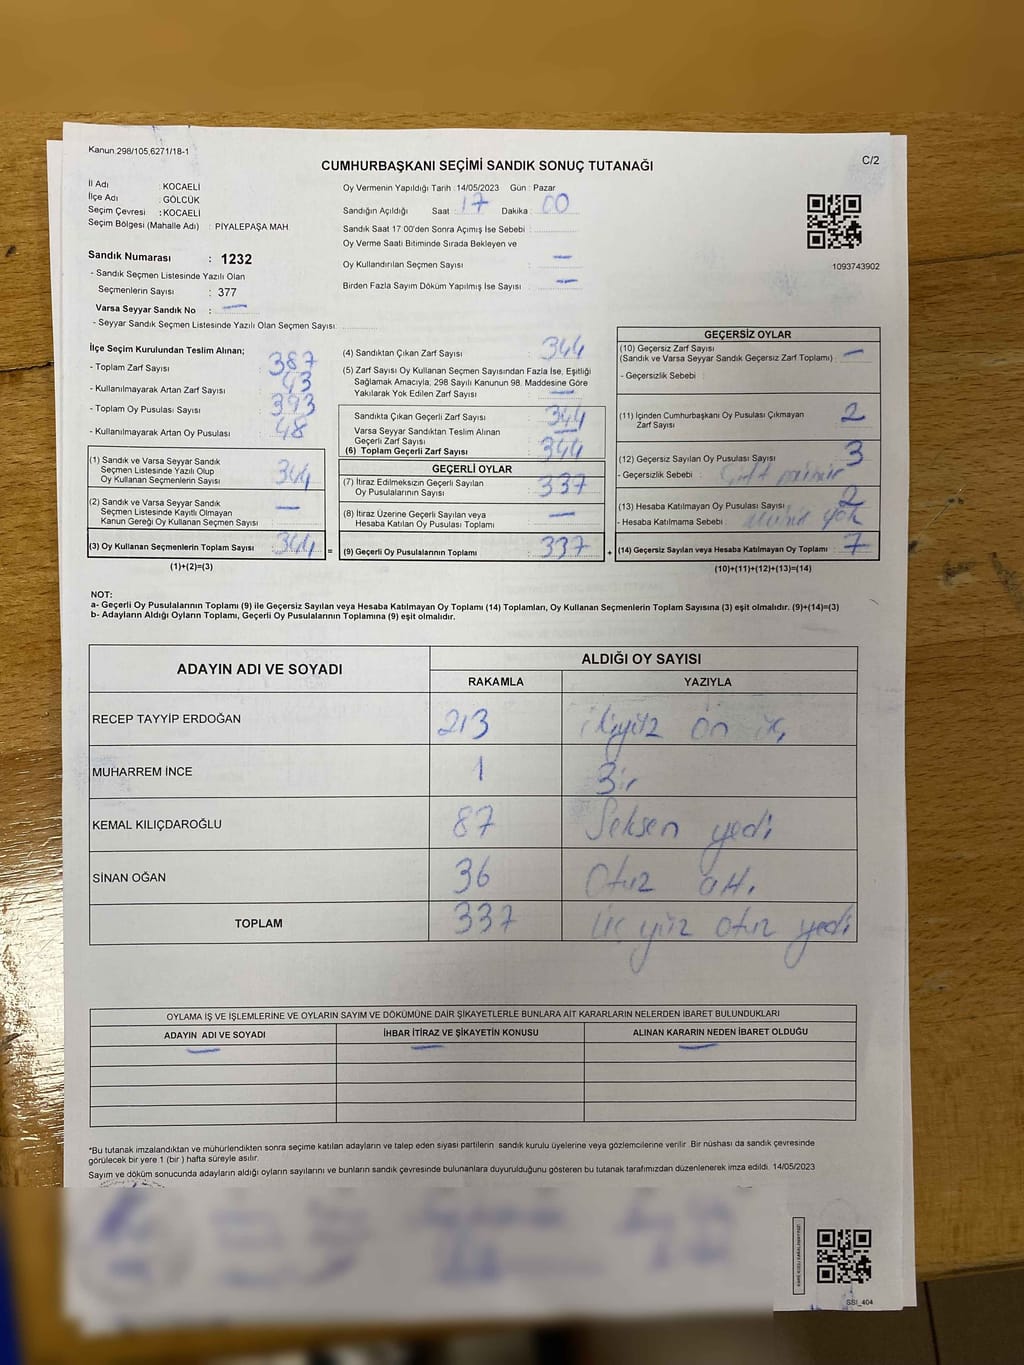 Kanun.298/105,6271/18-1
CUMHURBAŞKANI SEÇİMİ SANDIK SONUÇ TUTANAĞI
C/2
İl Adı : KOCAELİ
İlçe Adı : GÖLCÜK
Seçim Çevresi : KOCAELİ
Seçim Bölgesi (Mahalle Adı) : PİYALEPAŞA MAH.
Oy Vermenin Yapıldığı Tarih : 14/05/2023 Gün : Pazar
Sandığın Açıldığı Saat : 17 Dakika : 00
Sandık Saat 17:00'den Sonra Açımış İse Sebebi :
Oy Verme Saati Bitiminde Sırada Bekleyen ve
Oy Kullandırılan Seçmen Sayısı : —
Birden Fazla Sayım Döküm Yapılmış İse Sayısı : —
1093743902
Sandık Numarası : 1232
- Sandık Seçmen Listesinde Yazılı Olan
Seçmenlerin Sayısı : 377
Varsa Seyyar Sandık No : —
- Seyyar Sandık Seçmen Listesinde Yazılı Olan Seçmen Sayısı:
İlçe Seçim Kurulundan Teslim Alınan;
- Toplam Zarf Sayısı : 387
- Kullanılmayarak Artan Zarf Sayısı : 43
- Toplam Oy Pusulası Sayısı : 393
- Kullanılmayarak Artan Oy Pusulası : 48
(1) Sandık ve Varsa Seyyar Sandık
Seçmen Listesinde Yazılı Olup
Oy Kullanan Seçmenlerin Sayısı : 344
(2) Sandık ve Varsa Seyyar Sandık
Seçmen Listesinde Kayıtlı Olmayan
Kanun Gereği Oy Kullanan Seçmen Sayısı : —
(3) Oy Kullanan Seçmenlerin Toplam Sayısı : 344 =
(1)+(2)=(3)
(4) Sandıktan Çıkan Zarf Sayısı : 344
(5) Zarf Sayısı Oy Kullanan Seçmen Sayısından Fazla İse, Eşitliği
Sağlamak Amacıyla; 298 Sayılı Kanunun 98. Maddesine Göre
Yakılarak Yok Edilen Zarf Sayısı : —
Sandıkta Çıkan Geçerli Zarf Sayısı : 344
Varsa Seyyar Sandıktan Teslim Alınan
Geçerli Zarf Sayısı : —
(6) Toplam Geçerli Zarf Sayısı : 344
GEÇERLİ OYLAR
(7) İtiraz Edilmeksizin Geçerli Sayılan
Oy Pusulalarının Sayısı : 337
(8) İtiraz Üzerine Geçerli Sayılan veya
Hesaba Katılan Oy Pusulası Toplamı : —
(9) Geçerli Oy Pusulalarının Toplamı : 337 +
GEÇERSİZ OYLAR
(10) Geçersiz Zarf Sayısı
(Sandık ve Varsa Seyyar Sandık Geçersiz Zarf Toplamı) : —
- Geçersizlik Sebebi :
(11) İçinden Cumhurbaşkanı Oy Pusulası Çıkmayan
Zarf Sayısı : 2
(12) Geçersiz Sayılan Oy Pusulası Sayısı : 3
- Geçersizlik Sebebi : Çift
(13) Hesaba Katılmayan Oy Pusulası Sayısı : 2
- Hesaba Katılmama Sebebi : Mühür yok
(14) Geçersiz Sayılan veya Hesaba Katılmayan Oy Toplamı : 7
(10)+(11)+(12)+(13)=(14)
NOT:
a- Geçerli Oy Pusulalarının Toplamı (9) ile Geçersiz Sayılan veya Hesaba Katılmayan Oy Toplamı (14) Toplamları, Oy Kullanan Seçmenlerin Toplam Sayısına (3) eşit olmalıdır. (9)+(14)=(3)
b- Adayların Aldığı Oyların Toplamı, Geçerli Oy Pusulalarının Toplamına (9) eşit olmalıdır.
ADAYIN ADI VE SOYADI
ALDIĞI OY SAYISI
RAKAMLA YAZIYLA
RECEP TAYYİP ERDOĞAN 213 ikiyüz on üç
MUHARREM İNCE 1 Bir
KEMAL KILIÇDAROĞLU 87 Seksen yedi
SİNAN OĞAN 36 Otuz altı
TOPLAM 337 Üç yüz otuz yedi
OYLAMA İŞ VE İŞLEMLERİNE VE OYLARIN SAYIM VE DÖKÜMÜNE DAİR ŞİKAYETLERLE BUNLARA AİT KARARLARIN NELERDEN İBARET BULUNDUKLARI
ADAYIN ADI VE SOYADI İHBAR İTİRAZ VE ŞİKAYETİN KONUSU ALINAN KARARIN NEDEN İBARET OLDUĞU
— — —
*Bu tutanak imzalandıktan ve mühürlendikten sonra seçime katılan adayların ve talep eden siyası partilerin sandık kurulu üyelerine veya gözlemcilerine verilir. Bir nüshası da sandık çevresinde
görülecek bir yere 1 (bir ) hafta süreyle asılır.
Sayım ve döküm sonucunda adayların aldığı oyların sayılarını ve bunların sandık çevresinde bulunanlara duyurulduğunu gösteren bu tutanak tarafımızdan düzenlenerek imza edildi. 14/05/2023
SSI_404